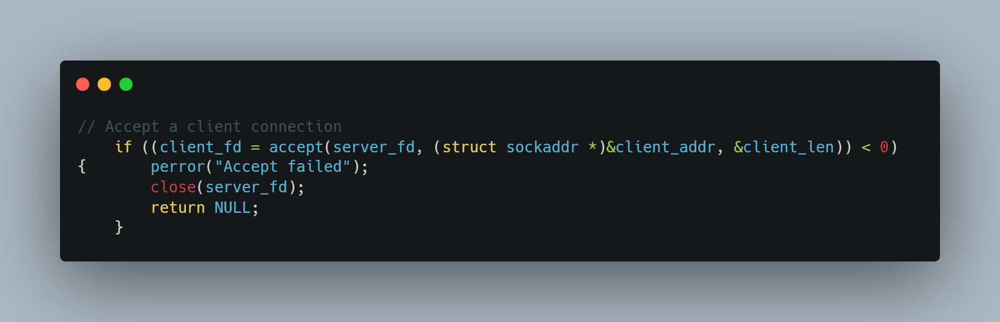 // Accept a client connection
    if ((client_fd = accept(server_fd, (struct sockaddr *)&client_addr, &client_len)) < 0)
{       perror("Accept failed");
        close(server_fd);
        return NULL;
    }